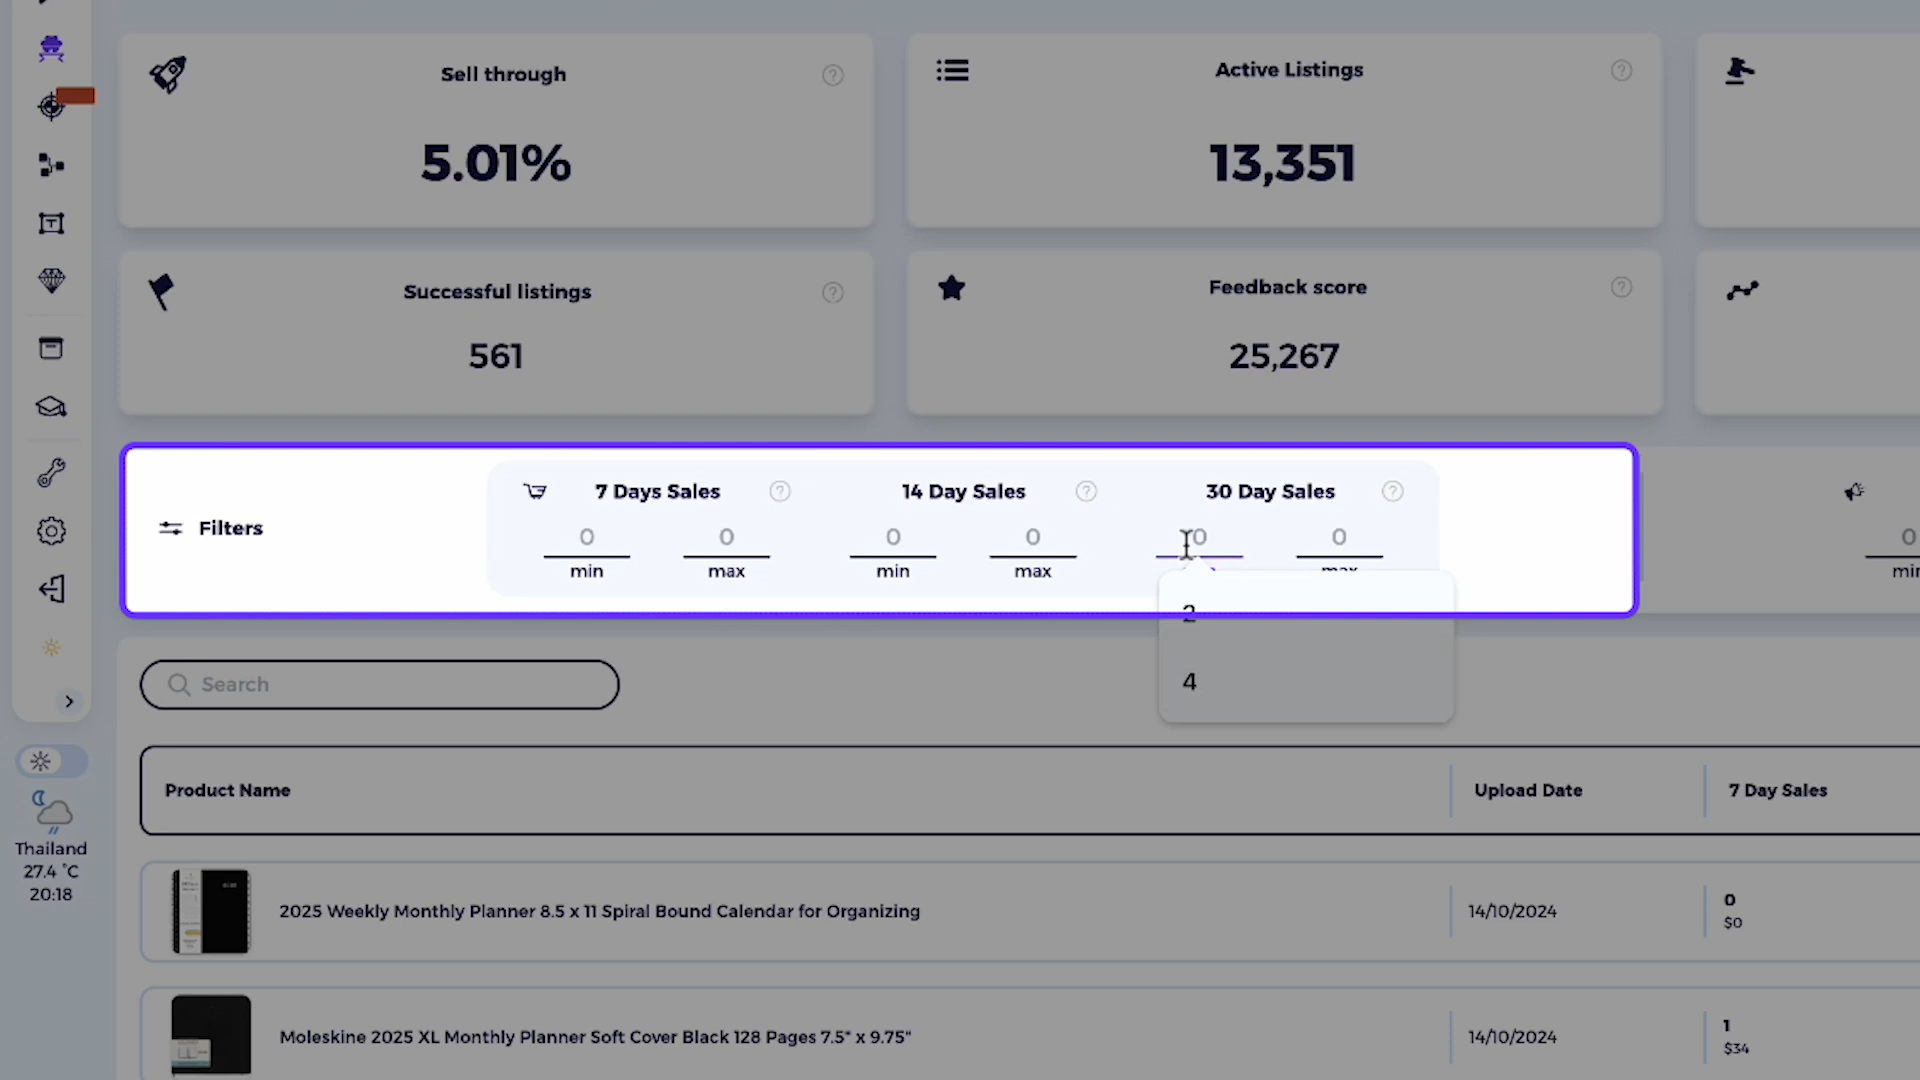 Sell through
5.01%
Active Listings
13,351
Successful listings
561
Feedback score
25,267
Filters
7 Days Sales
0
min
0
max
14 Day Sales
0
min
0
max
30 Day Sales
0
0
max
2
4
0
min
Search
Product Name
Upload Date
7 Day Sales
2025 Weekly Monthly Planner 8.5 x 11 Spiral Bound Calendar for Organizing
14/10/2024
0
$0
Moleskine 2025 XL Monthly Planner Soft Cover Black 128 Pages 7.5" x 9.75"
14/10/2024
1
$34
Thailand
27.4 °C
20:18